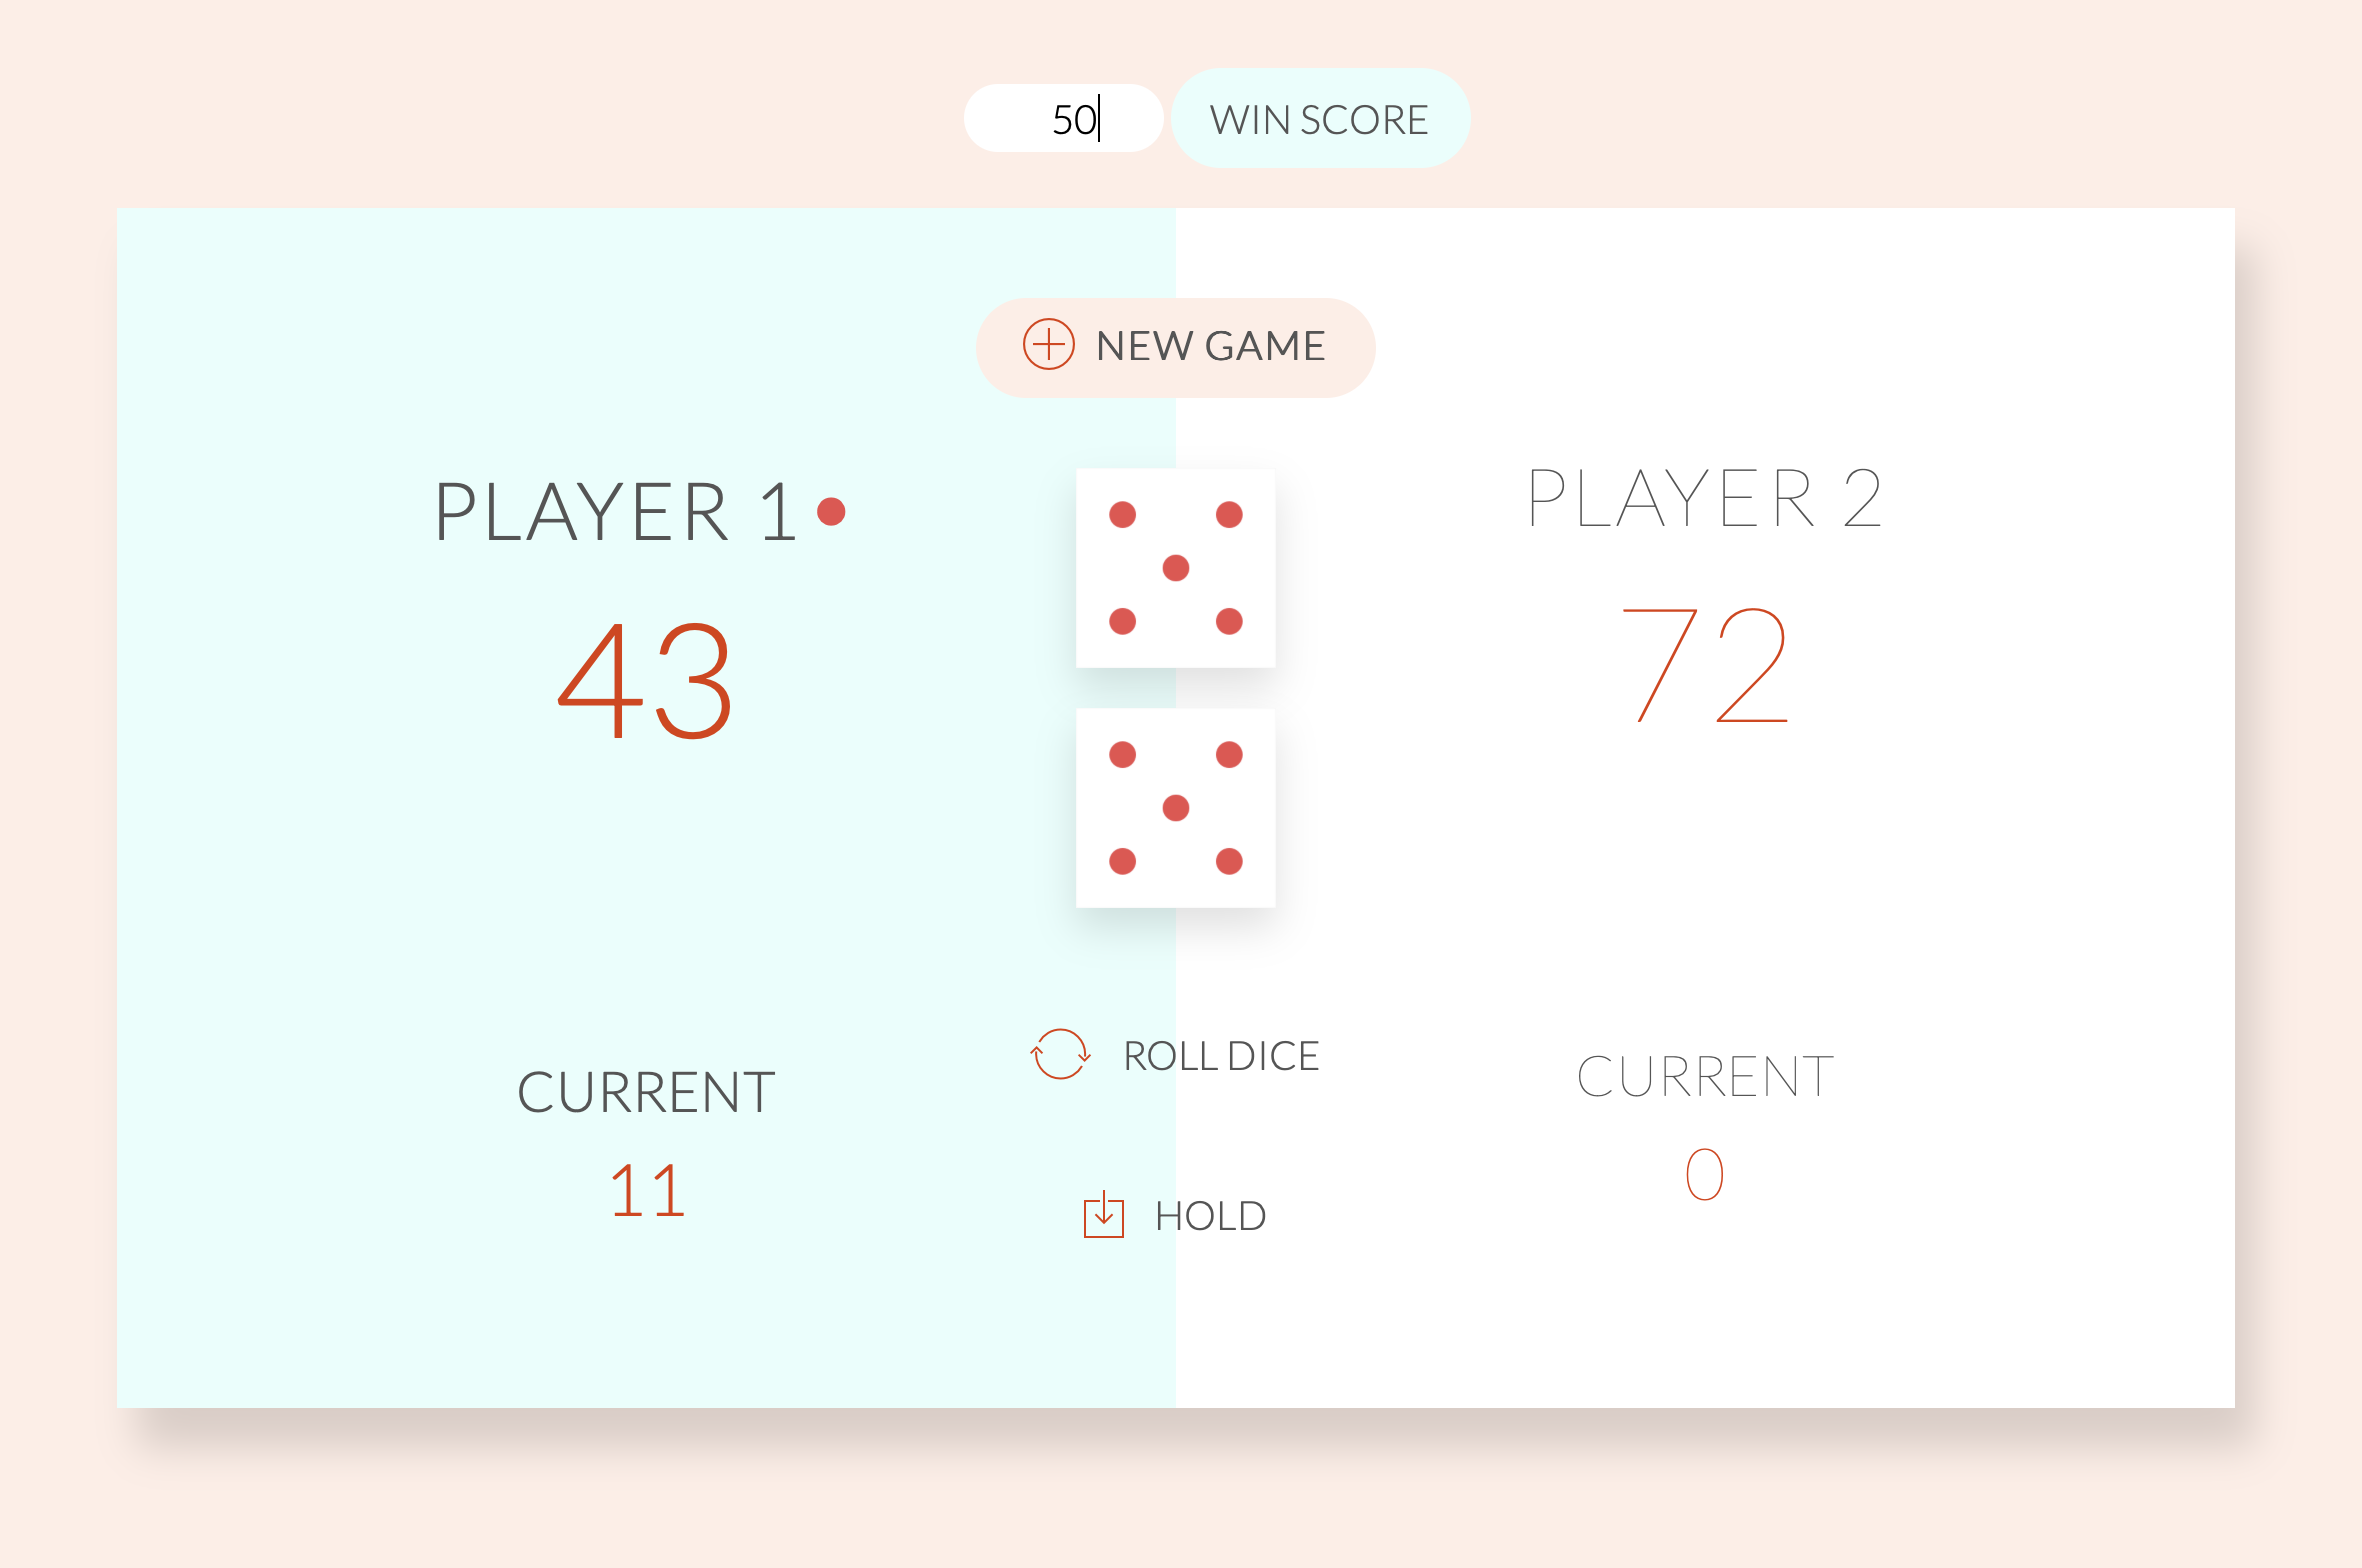 50
WIN SCORE
NEW GAME
PLAYER 1
43
PLAYER 2
72
ROLL DICE
HOLD
CURRENT
11
CURRENT
0